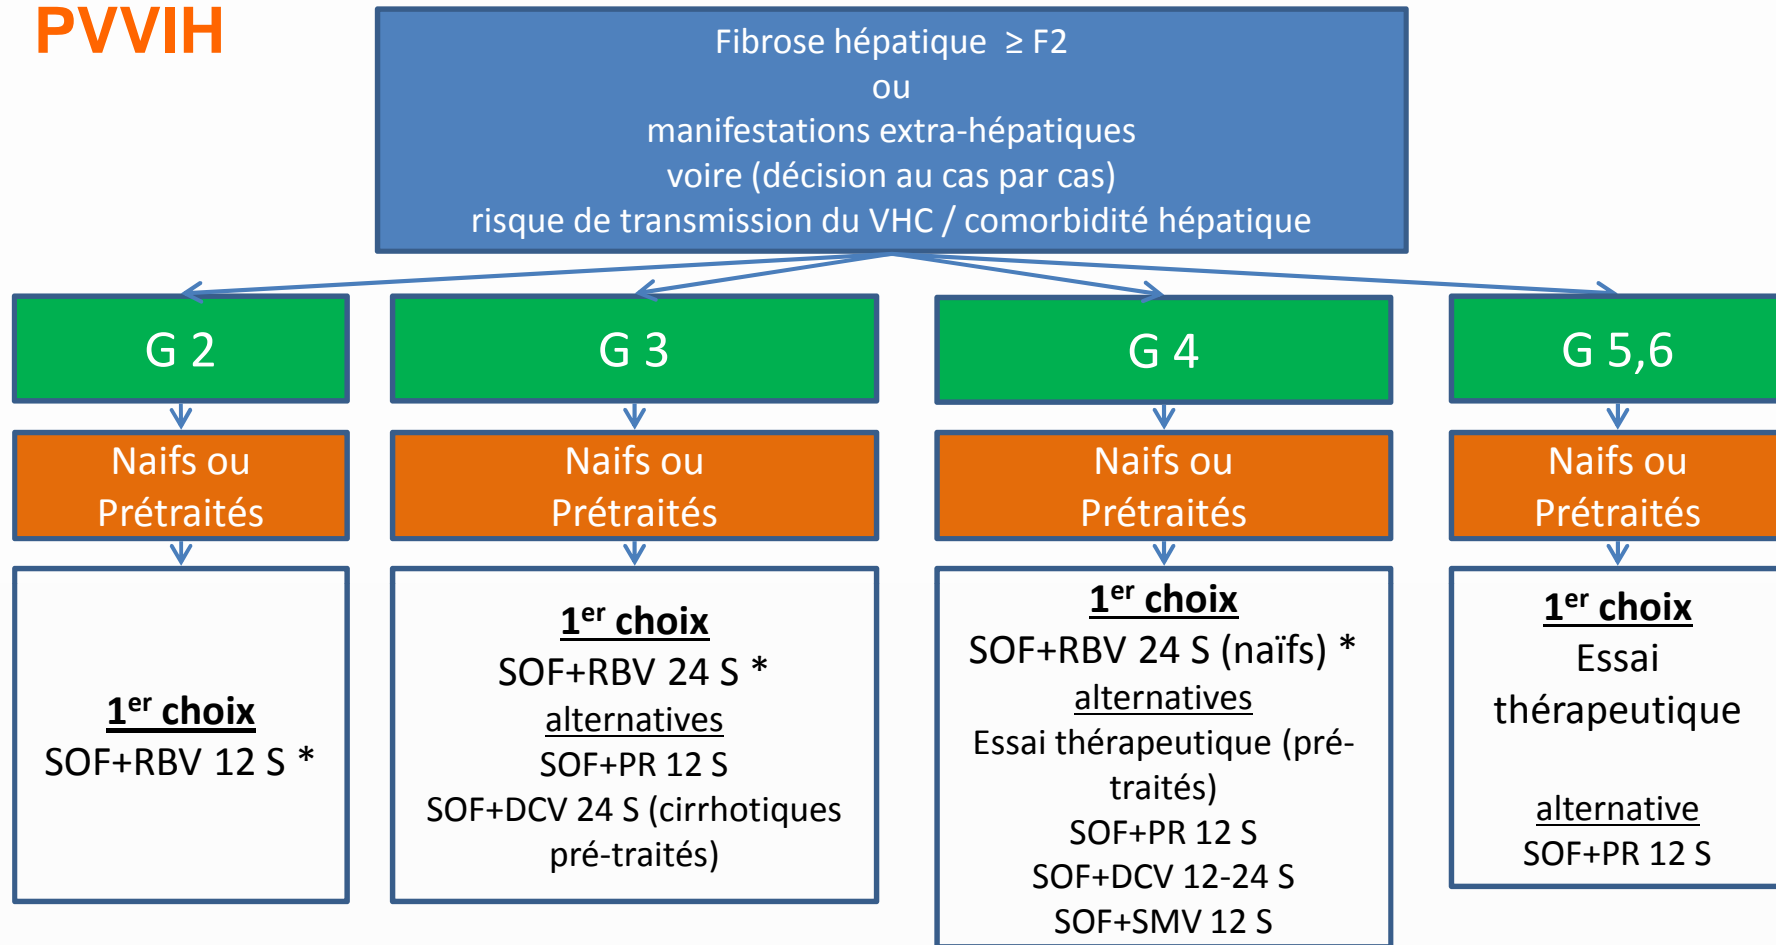 PVVIH
Fibrose hépatique ≥ F2
ou
manifestations extra-hépatiques
voire (décision au cas par cas)
risque de transmission du VHC / comorbidité hépatique
G 2
Naifs ou
Prétraités
1er choix
SOF+RBV 12 S *
G 3
Naifs ou
Prétraités
1er choix
SOF+RBV 24 S *
alternatives
SOF+PR 12 S
SOF+DCV 24 S (cirrhotiques
pré-traités)
G 4
Naifs ou
Prétraités
1er choix
SOF+RBV 24 S (naïfs) *
alternatives
Essai thérapeutique (pré-
traités)
SOF+PR 12 S
SOF+DCV 12-24 S
SOF+SMV 12 S
G 5,6
Naifs ou
Prétraités
1er choix
Essai
thérapeutique
alternative
SOF+PR 12 S